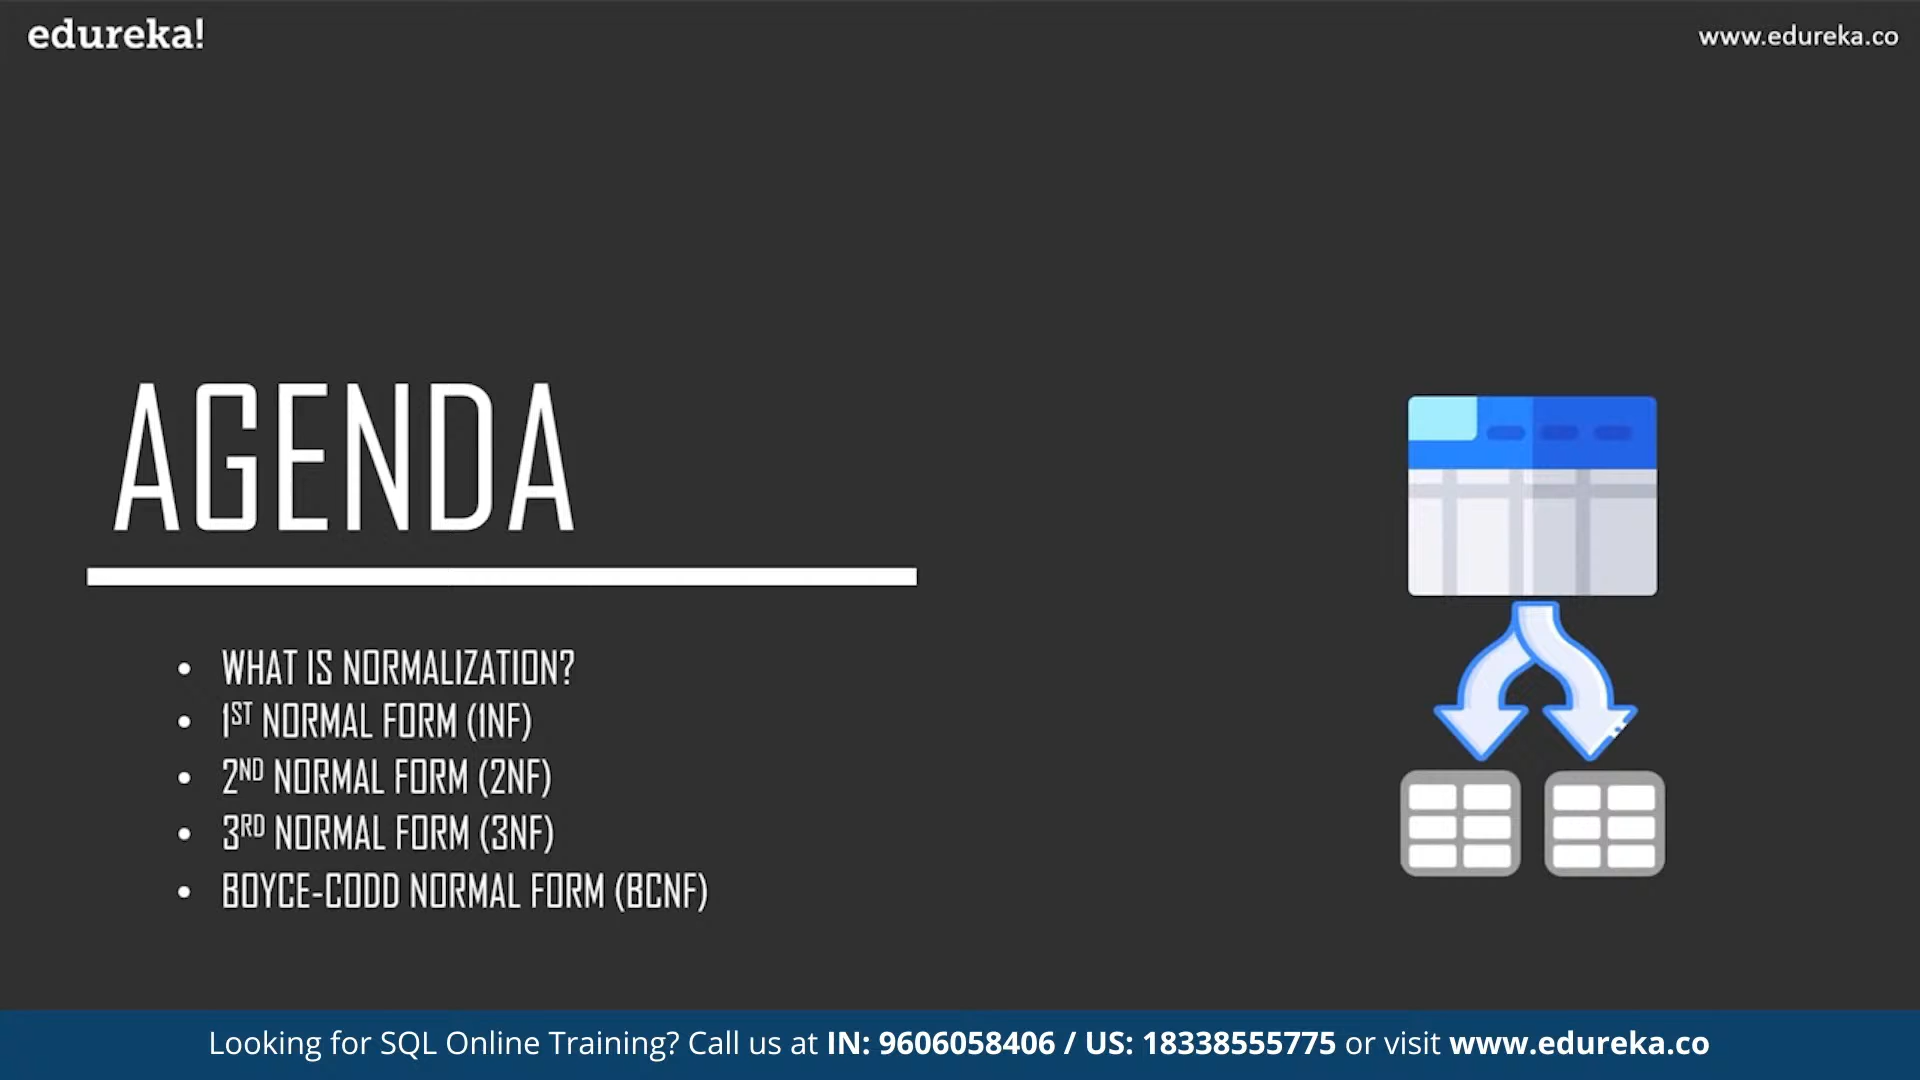 edureka!
www.edureka.co
AGENDA
• WHAT IS NORMALIZATION?
• 1ST NORMAL FORM (1NF)
• 2ND NORMAL FORM (2NF)
• 3RD NORMAL FORM (3NF)
• BOYCE-CODD NORMAL FORM (BCNF)
Looking for SQL Online Training? Call us at IN: 9606058406 / US: 18338555775 or visit www.edureka.co